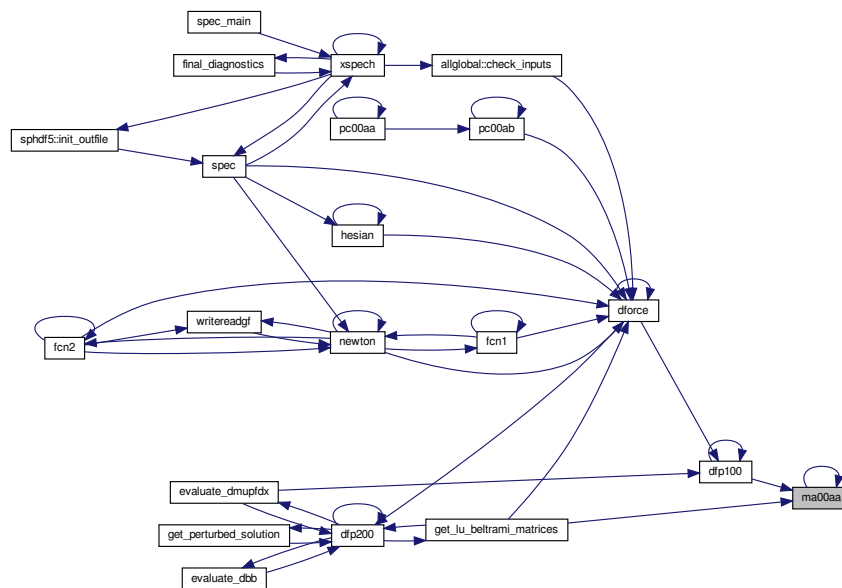 spec_main
final_diagnostics
xspech
allglobal::check_inputs
pc00aa
pc00ab
sphdf5::init_outfile
spec
hesian
dforce
writereadgf
fcn2
newton
fcn1
dfp100
evaluate_dmupfdx
ma00aa
get_perturbed_solution
dfp200
get_lu_beltrami_matrices
evaluate_dbb